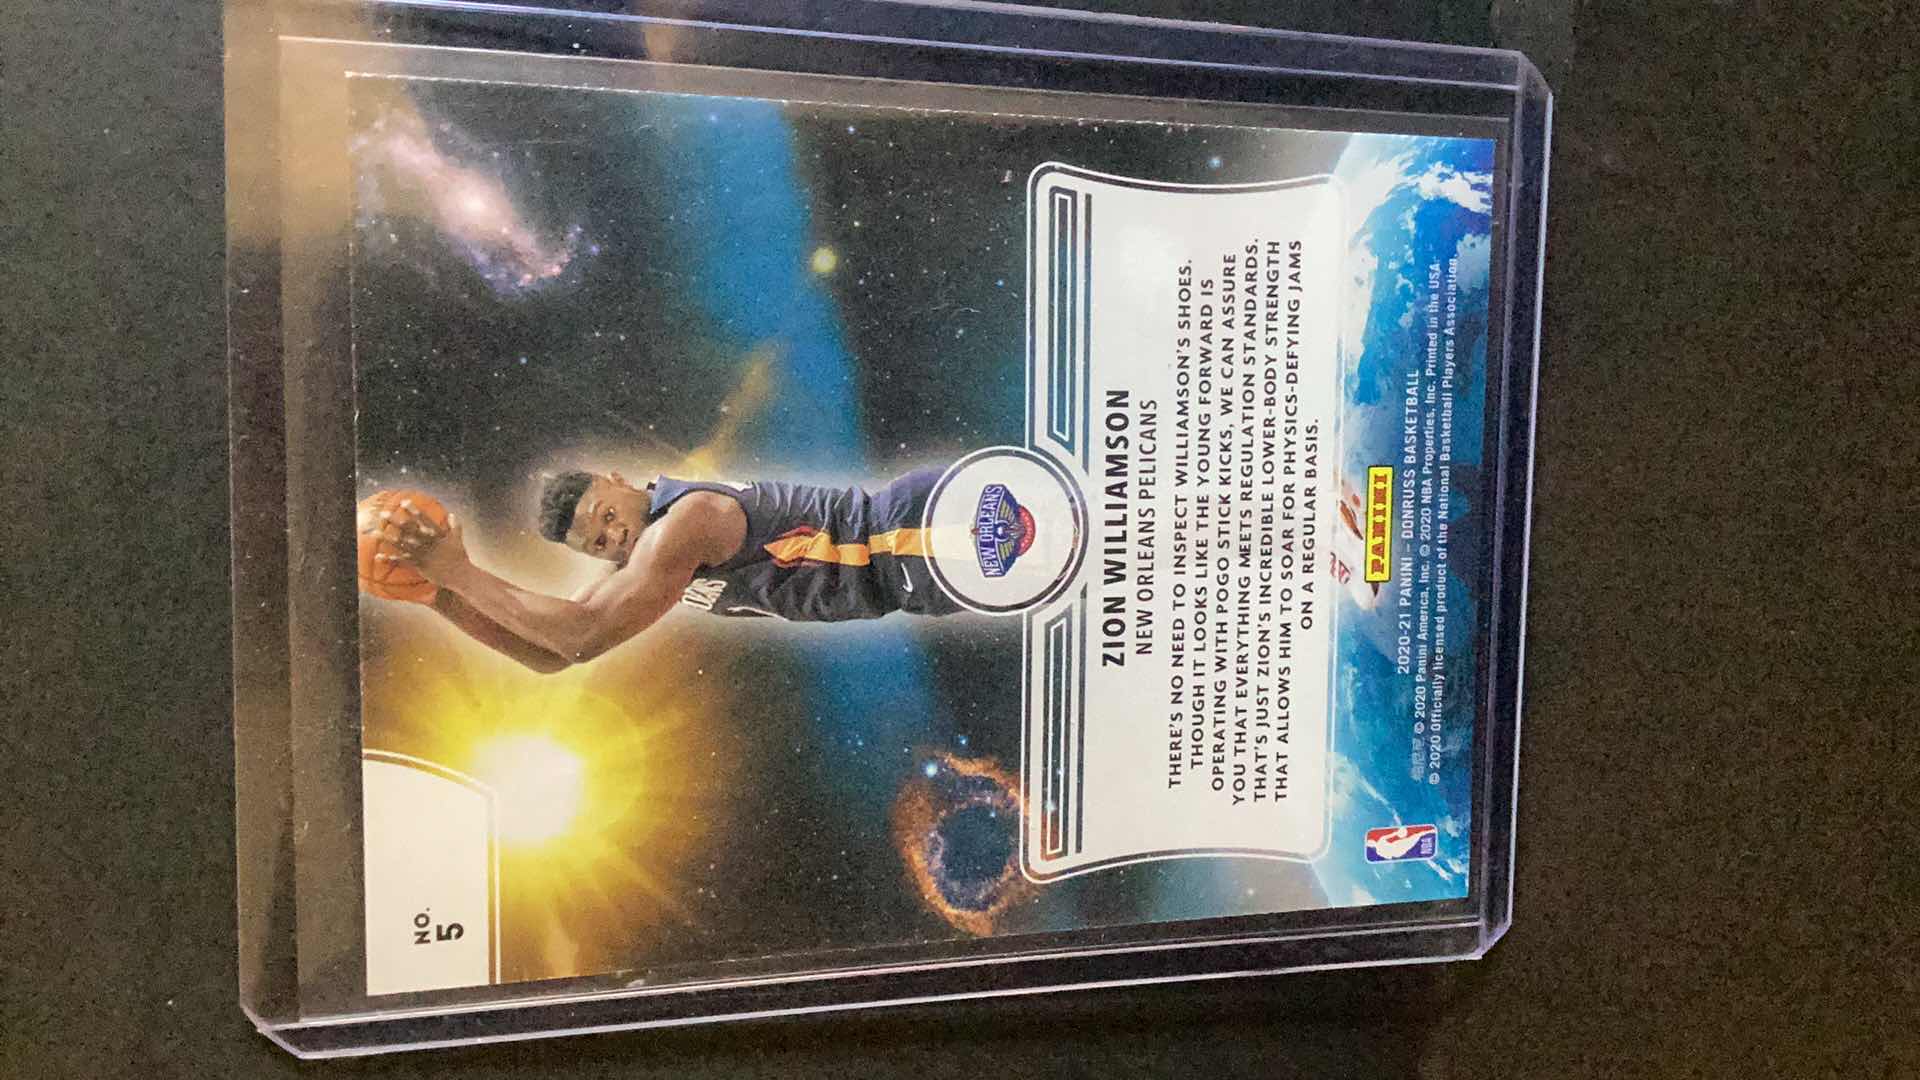 NO.
5
NEW ORLEANS
ZION WILLIAMSON
NEW ORLEANS PELICANS
THERE'S NO NEED TO INSPECT WILLIAMSON'S SHOES.
THOUGH IT LOOKS LIKE THE YOUNG FORWARD IS
OPERATING WITH POGO STICK KICKS, WE CAN ASSURE
YOU THAT EVERYTHING MEETS REGULATION STANDARDS.
THAT'S JUST ZION'S INCREDIBLE LOWER-BODY STRENGTH
THAT ALLOWS HIM TO SOAR FOR PHYSICS-DEFYING JAMS
ON A REGULAR BASIS.
PANINI
2020-21 PANINI – DONRUSS BASKETBALL
© 2020 Panini America, Inc. © 2020 NBA Properties, Inc. Printed in the USA.
© 2020 Officially licensed product of the National Basketball Players Association.
NBA